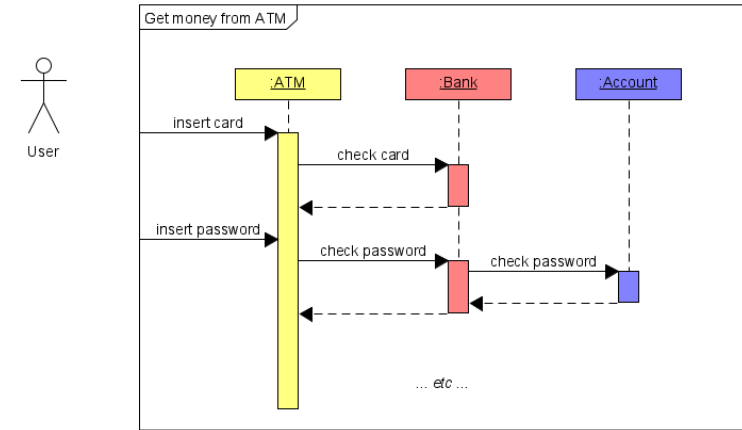 Get money from ATM
:ATM
:Bank
:Account
insert card
User
check card
insert password
check password
check password
... etc ...